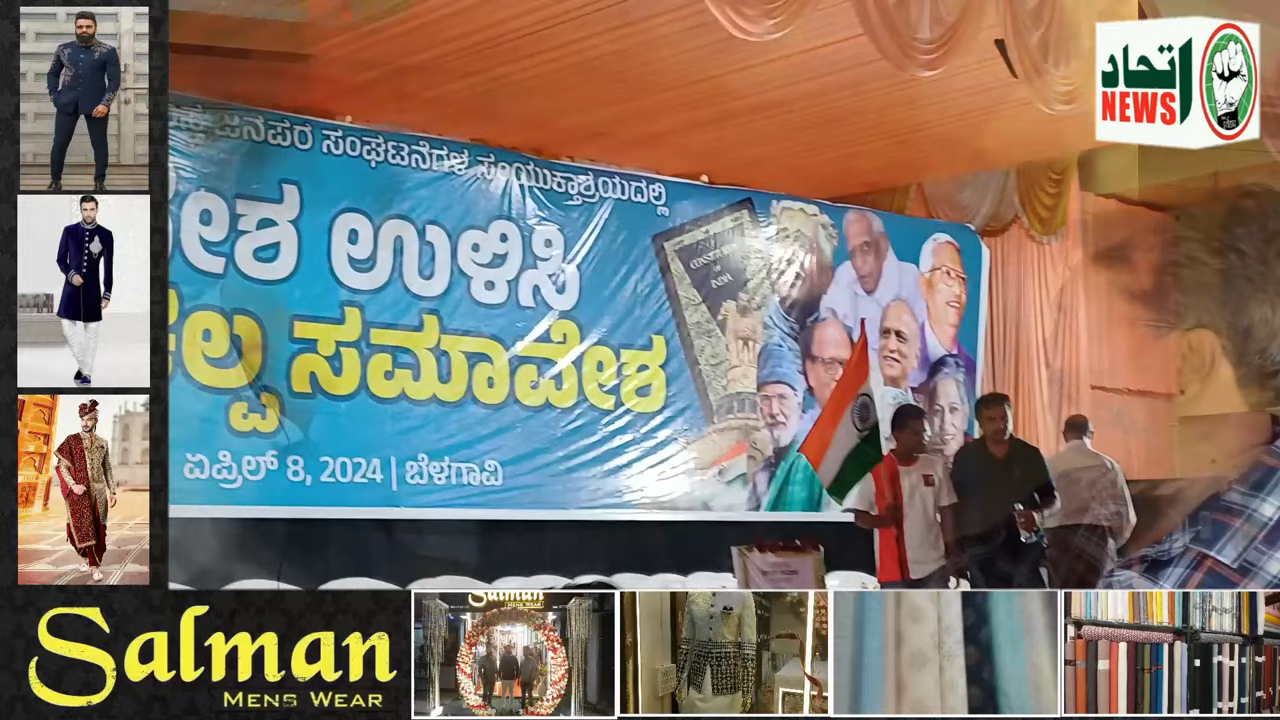 ಜನಪರ ಸಂಘಟನೆಗಳ ಸಂಯುಕ್ತಾಶ್ರಯದಲ್ಲಿ
ಉಳಿಸಿ
ಸಮಾವೇಶ
ಏಪ್ರಿಲ್ 8, 2024 | ಬೆಳಗಾವಿ
CONSTITUTION
OF
INDIA
اتحاد
NEWS
Salman
MENS WEAR
Salman
MENS WEAR